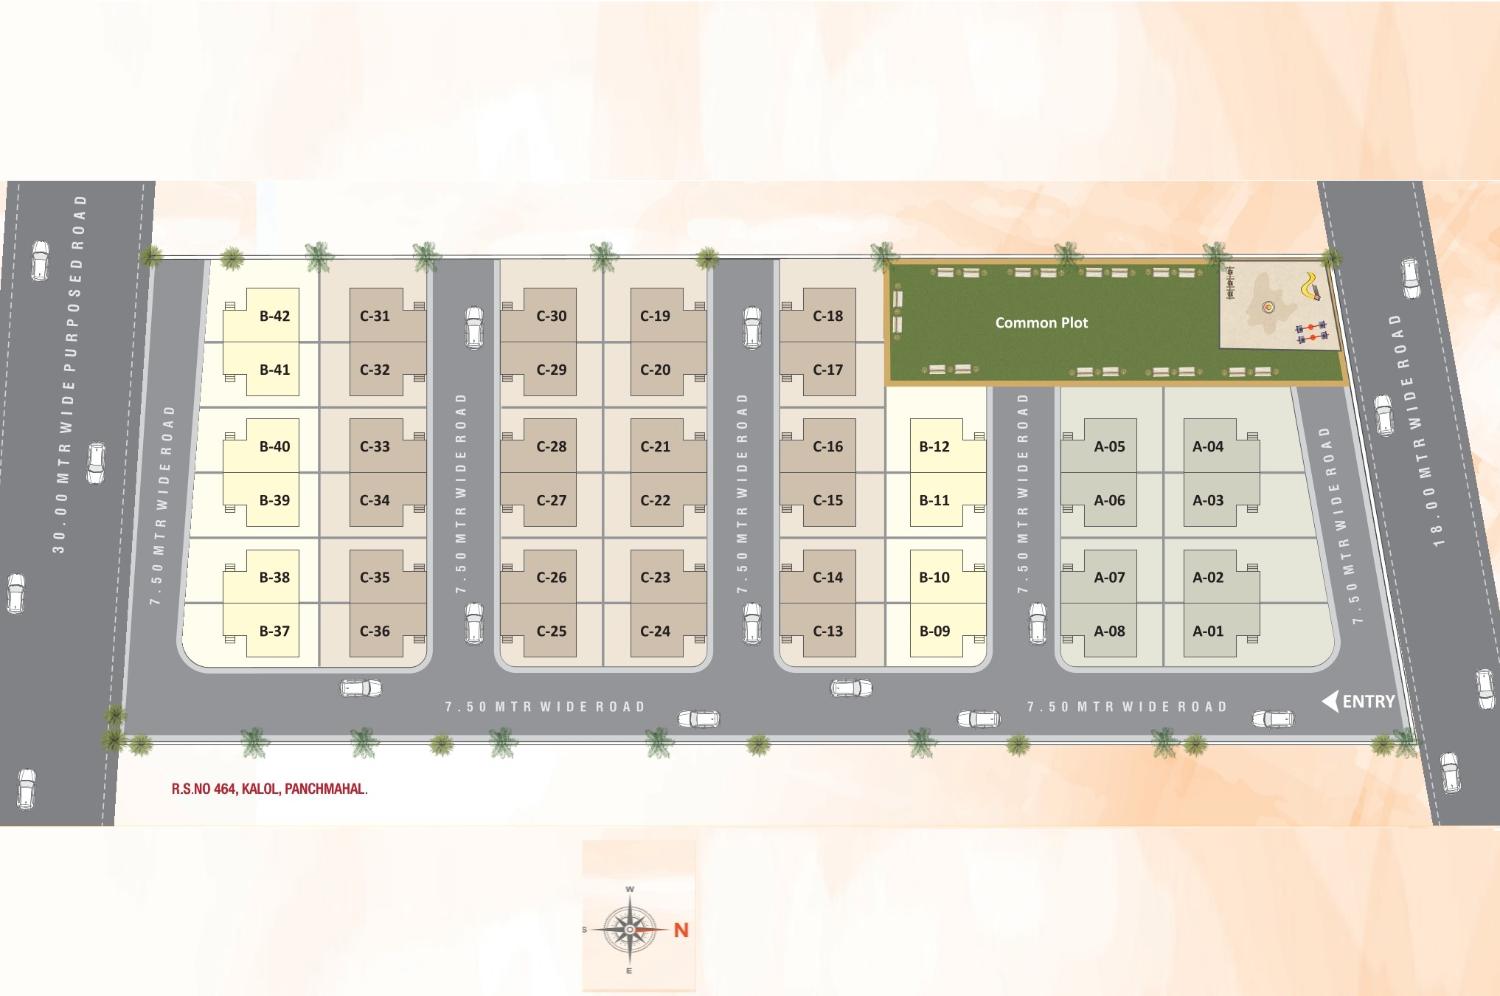 30.00 MTR WIDE PURPOSED ROAD
7.50 MTR WIDE ROAD
B-42 C-31
B-41 C-32
B-40 C-33
B-39 C-34
B-38 C-35
B-37 C-36
7.50 MTR WIDE ROAD
C-30 C-19
C-29 C-20
C-28 C-21
C-27 C-22
C-26 C-23
C-25 C-24
7.50 MTR WIDE ROAD
C-18
C-17
C-16 B-12
C-15 B-11
C-14 B-10
C-13 B-09
Common Plot
7.50 MTR WIDE ROAD
A-05 A-04
A-06 A-03
A-07 A-02
A-08 A-01
7.50 MTR WIDE ROAD
18.00 MTR WIDE ROAD
7.50 MTR WIDE ROAD
7.50 MTR WIDE ROAD
ENTRY
R.S.NO 464, KALOL, PANCHMAHAL.
W
S N
E